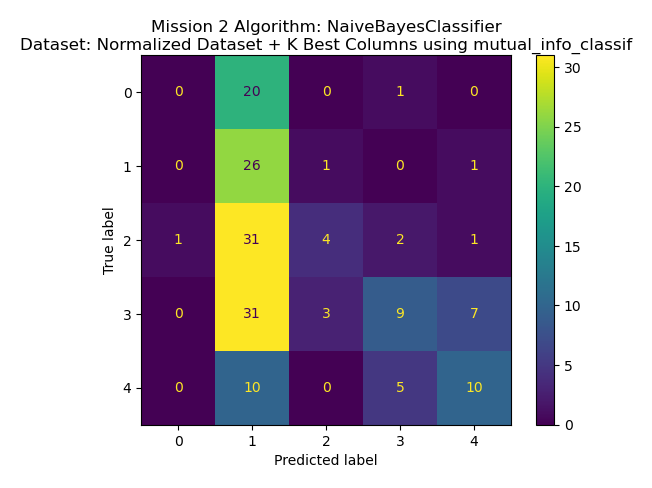 Mission 2 Algorithm: NaiveBayesClassifier
Dataset: Normalized Dataset + K Best Columns using mutual_info_classif
True label
0 0 20 0 1 0
1 0 26 1 0 1
2 1 31 4 2 1
3 0 31 3 9 7
4 0 10 0 5 10
0 1 2 3 4
Predicted label
30
25
20
15
10
5
0